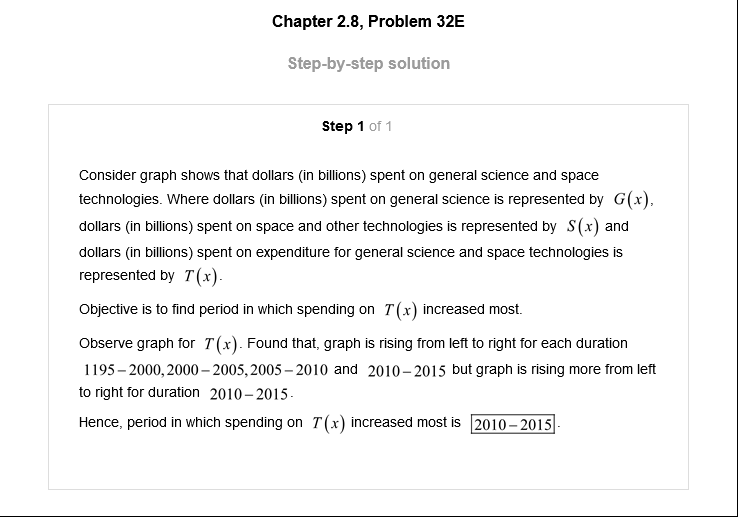 Chapter 2.8, Problem 32E
Step-by-step solution
Step 1 of 1
Consider graph shows that dollars (in billions) spent on general science and space
technologies. Where dollars (in billions) spent on general science is represented by G(x),
dollars (in billions) spent on space and other technologies is represented by S(x) and
dollars (in billions) spent on expenditure for general science and space technologies is
represented by T(x).
Objective is to find period in which spending on T(x) increased most.
Observe graph for T(x). Found that, graph is rising from left to right for each duration
1195–2000, 2000–2005, 2005–2010 and 2010–2015 but graph is rising more from left
to right for duration 2010–2015.
Hence, period in which spending on T(x) increased most is 2010–2015.